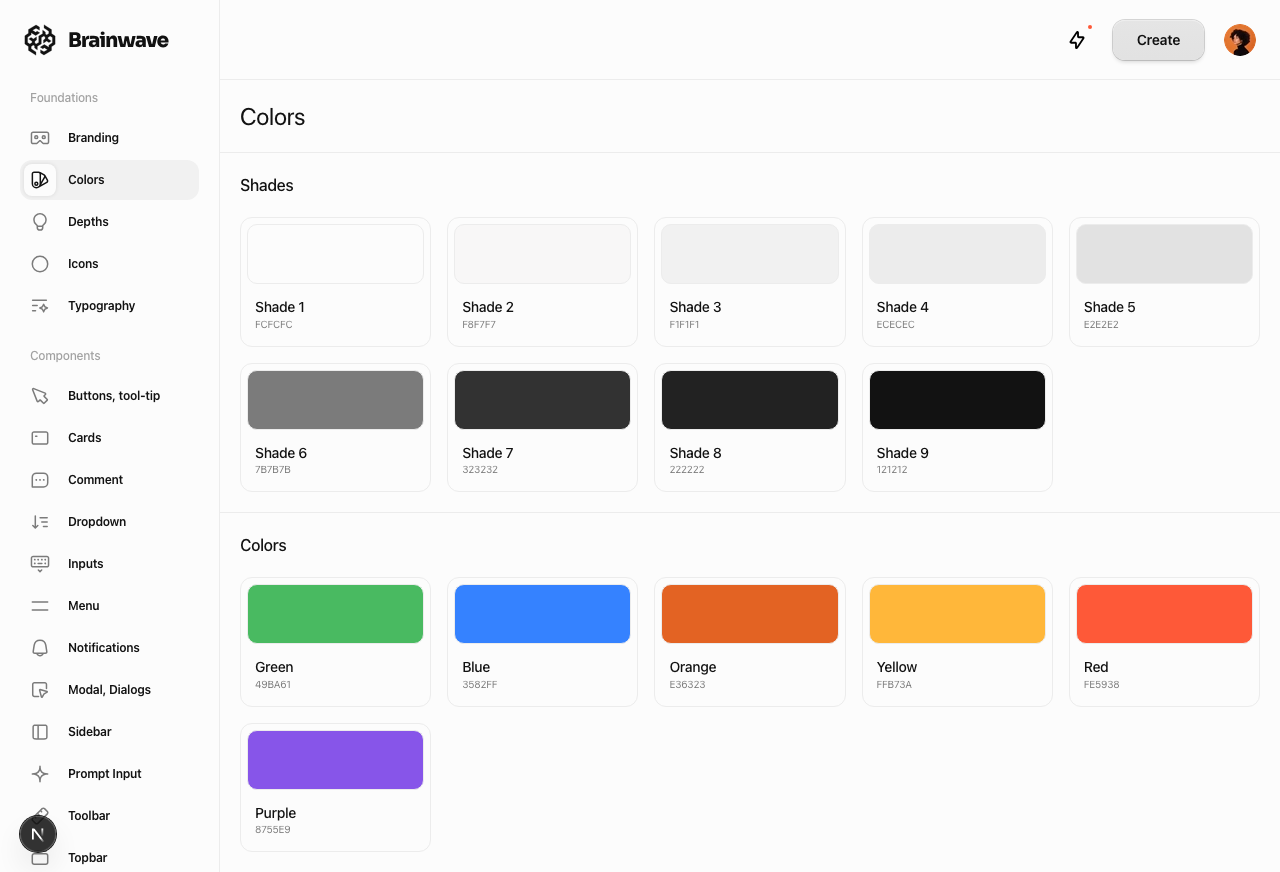 Brainwave
Create
Foundations
Branding
Colors
Depths
Icons
Typography
Components
Buttons, tool-tip
Cards
Comment
Dropdown
Inputs
Menu
Notifications
Modal, Dialogs
Sidebar
Prompt Input
Toolbar
Topbar
N
Colors
Shades
Shade 1
FCFCFC
Shade 2
F8F7F7
Shade 3
F1F1F1
Shade 4
ECECEC
Shade 5
E2E2E2
Shade 6
7B7B7B
Shade 7
323232
Shade 8
222222
Shade 9
121212
Colors
Green
49BA61
Blue
3582FF
Orange
E36323
Yellow
FFB73A
Red
FE5938
Purple
8755E9